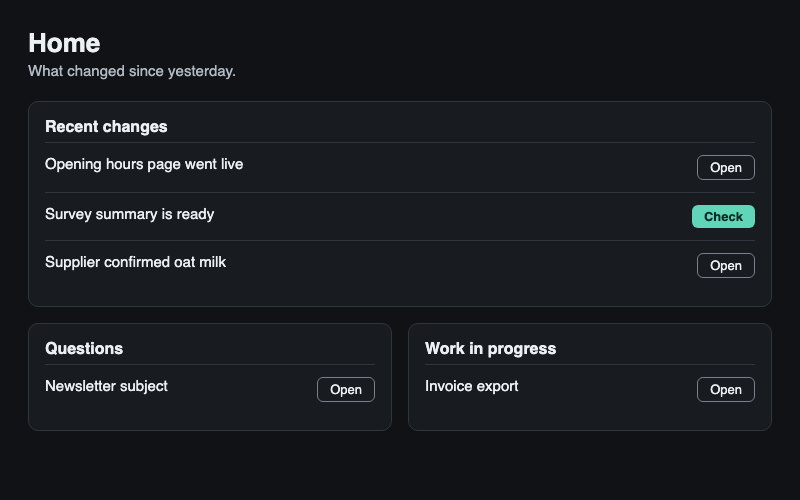 Home
What changed since yesterday.
Recent changes
Opening hours page went live
Open
Survey summary is ready
Check
Supplier confirmed oat milk
Open
Questions
Newsletter subject
Open
Work in progress
Invoice export
Open